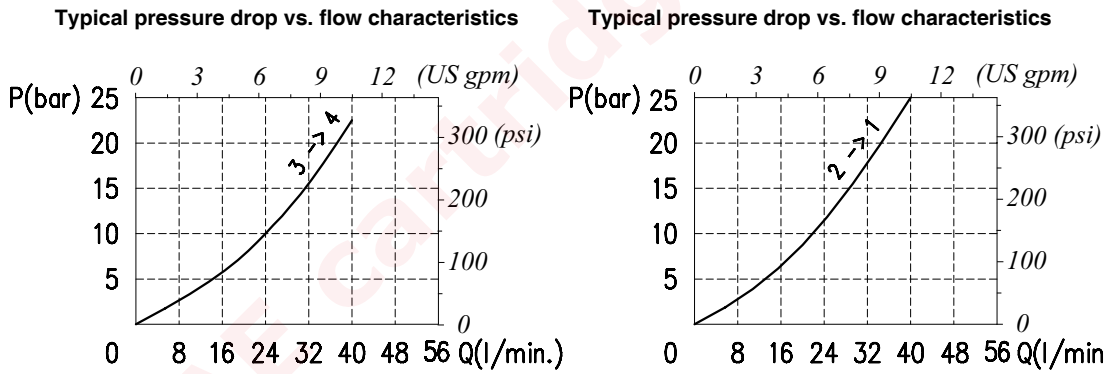 Typical pressure drop vs. flow characteristics
0 3 6 9 12 (US gpm)
P(bar) 25
20
15
10
5
300 (psi)
200
100
0
3 -> 4
0 8 16 24 32 40 48 56 Q(l/min.)
Typical pressure drop vs. flow characteristics
0 3 6 9 12 (US gpm)
P(bar) 25
20
15
10
5
300 (psi)
200
100
0
2 -> 1
0 8 16 24 32 40 48 56 Q(l/min
AE Cartridg